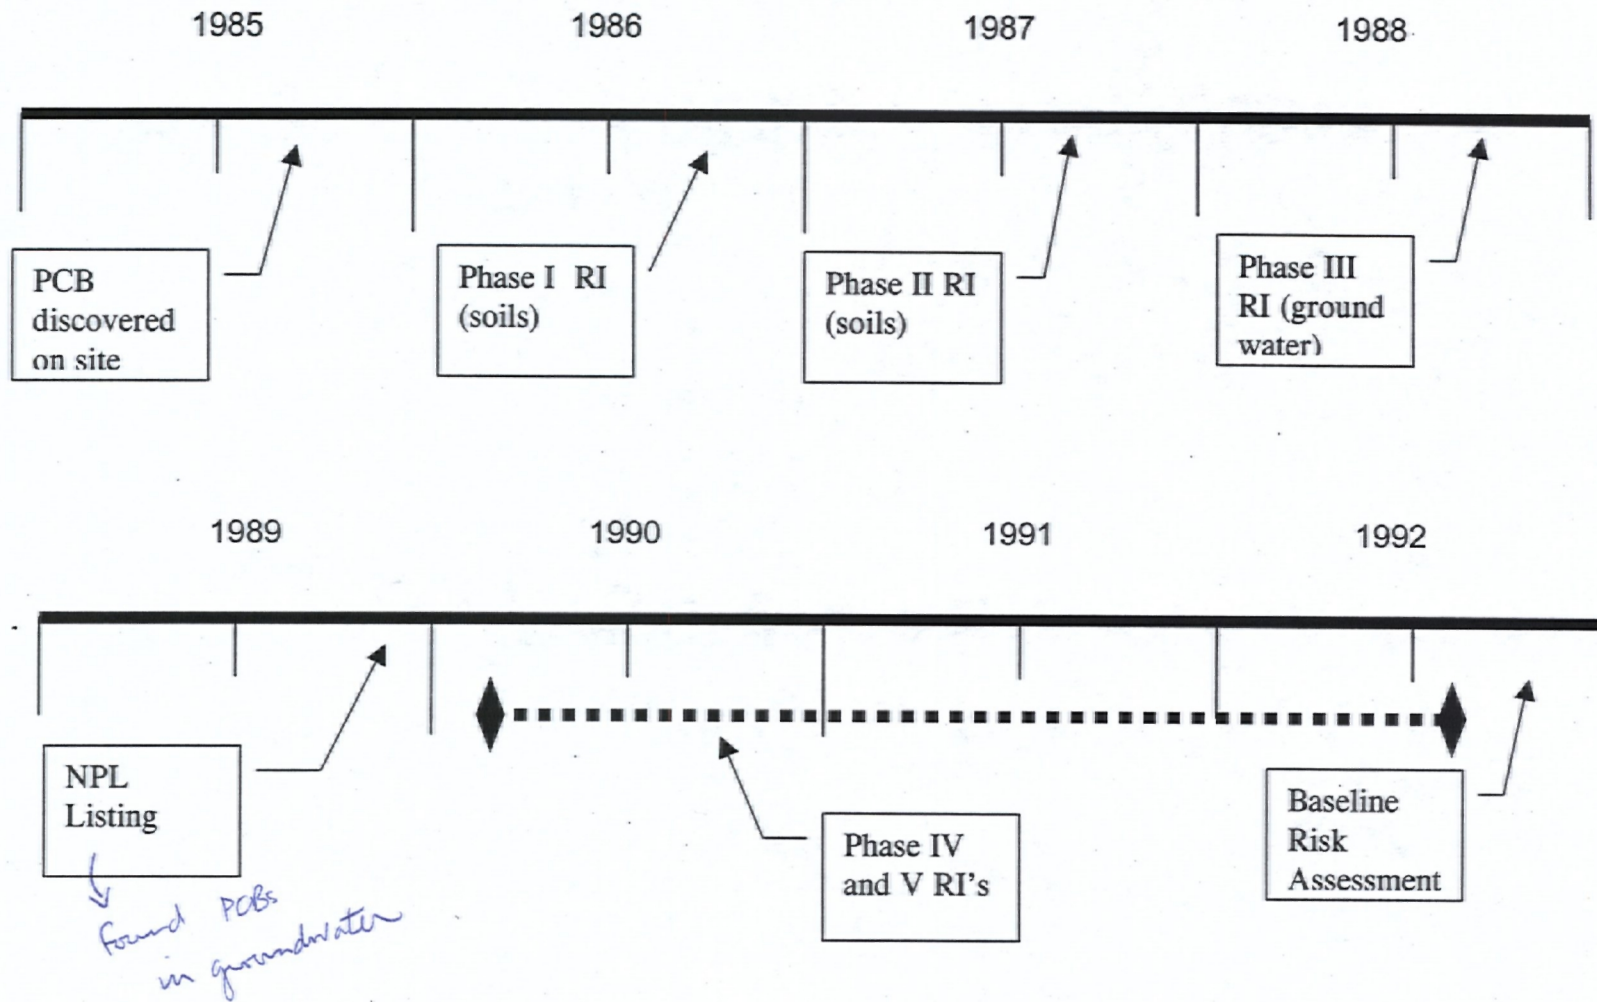 1985 1986 1987 1988
PCB
discovered
on site
Phase I RI
(soils)
Phase II RI
(soils)
Phase III
RI (ground
water)
1989 1990 1991 1992
NPL
Listing
Phase IV
and V RI's
Baseline
Risk
Assessment
found PCBs
in groundwater